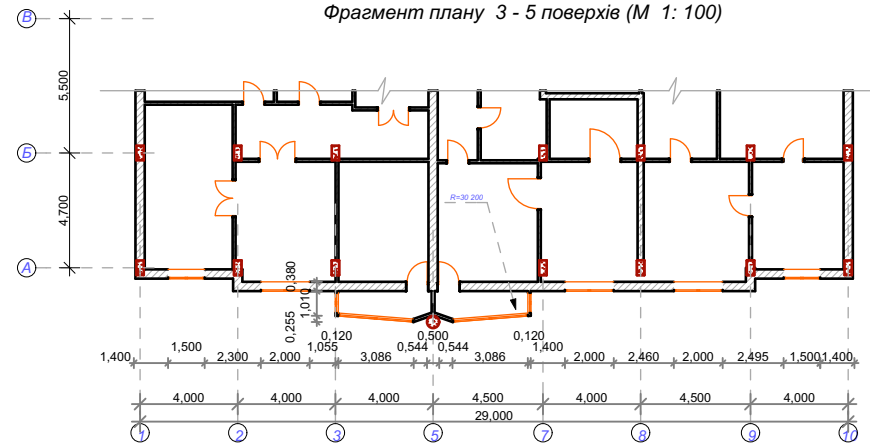 Фрагмент плану 3 - 5 поверхів (М 1: 100)
В
5.500
Б
R=30 200
4.700
А
0,380
1,010
0,255
0,120 0,500 0,120
1,400 1,500 2,300 2,000 1,055 3,086 0,544 0,544 3,086 1,400 2,000 2,460 2,000 2,495 1,500 1,400
4,000 4,000 4,000 4,000 4,500 4,000 4,500 4,000
29,000
1 2 3 5 7 8 9 10